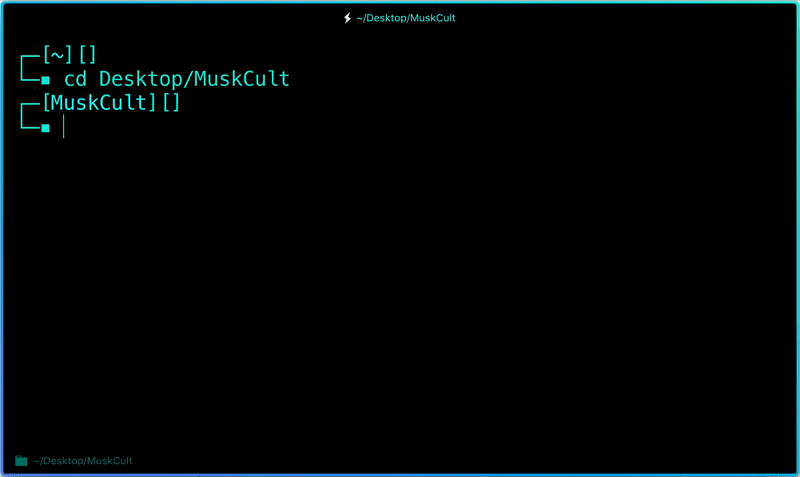 ~/Desktop/MuskCult
┌─[~][]
└─▪ cd Desktop/MuskCult
┌─[MuskCult][]
└─▪
~/Desktop/MuskCult